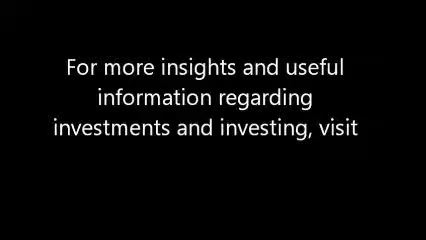 For more insights and useful
information regarding
investments and investing, visit